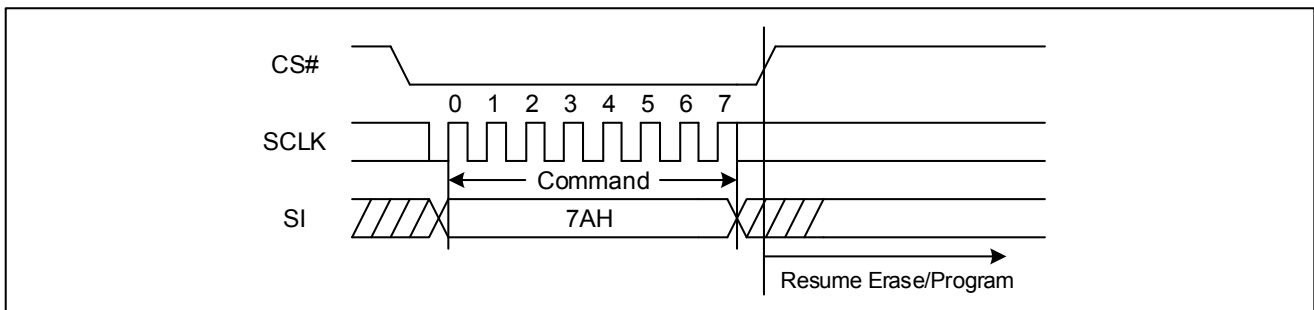 CS#
0 1 2 3 4 5 6 7
SCLK
Command
SI
7AH
Resume Erase/Program